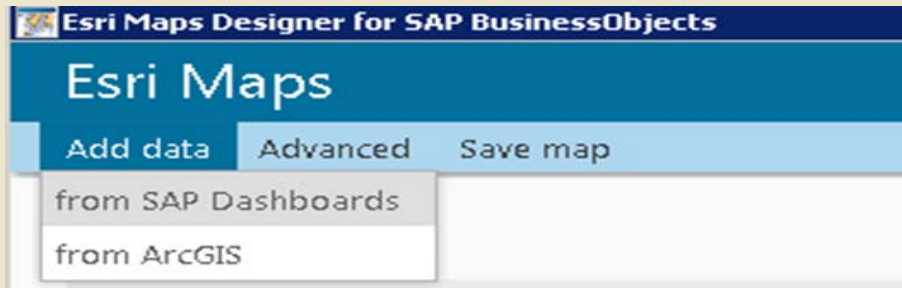 Esri Maps Designer for SAP BusinessObjects
Esri Maps
Add data Advanced Save map
from SAP Dashboards
from ArcGIS